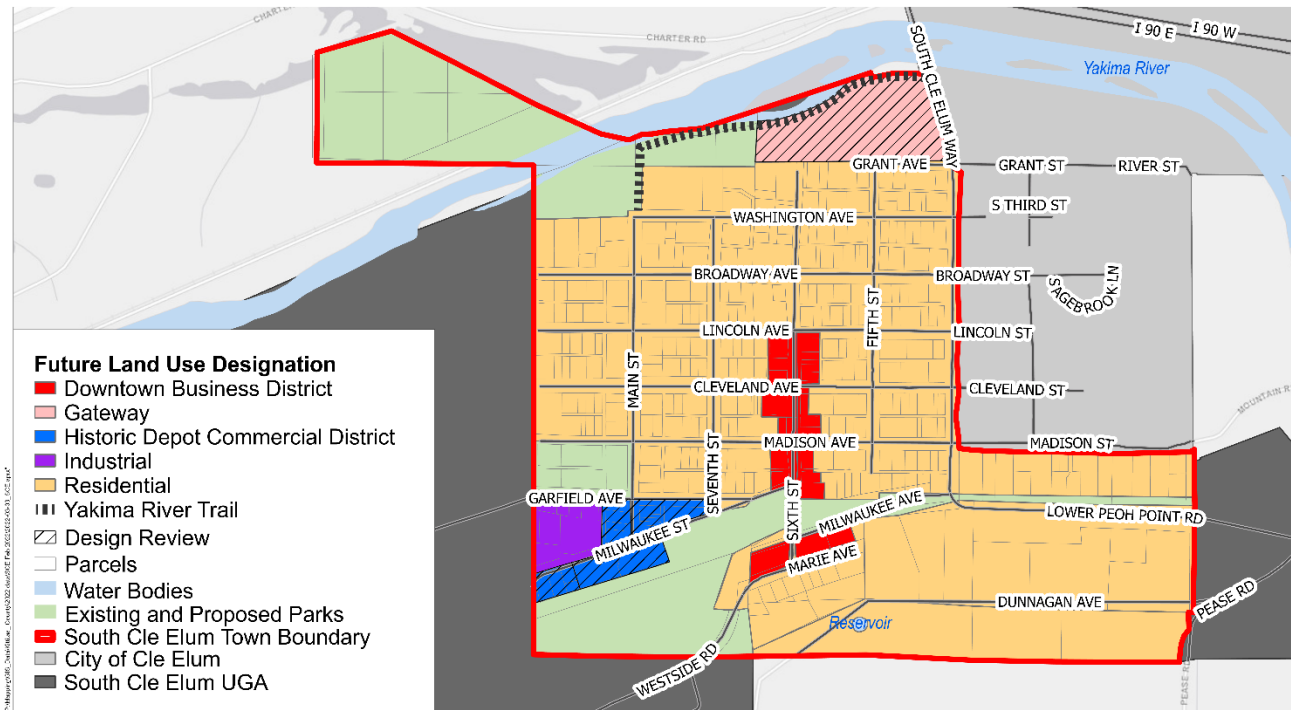 CHARTER RD
CHARTER RD
SOUTH CLE ELUM WAY
I 90 E
I 90 W
Yakima River
GRANT AVE
GRANT ST
RIVER ST
S THIRD ST
WASHINGTON AVE
BROADWAY AVE
BROADWAY ST
SAGEBROOK LN
FIFTH ST
LINCOLN AVE
LINCOLN ST
MAIN ST
CLEVELAND AVE
CLEVELAND ST
SEVENTH ST
MADISON AVE
MADISON ST
GARFIELD AVE
SIXTH ST
MILWAUKEE ST
MILWAUKEE AVE
LOWER PEOH POINT RD
MARIE AVE
DUNNAGAN AVE
Reservoir
PEASE RD
PEASE RD
WESTSIDE RD
Future Land Use Designation
Downtown Business District
Gateway
Historic Depot Commercial District
Industrial
Residential
Yakima River Trail
Design Review
Parcels
Water Bodies
Existing and Proposed Parks
South Cle Elum Town Boundary
City of Cle Elum
South Cle Elum UGA